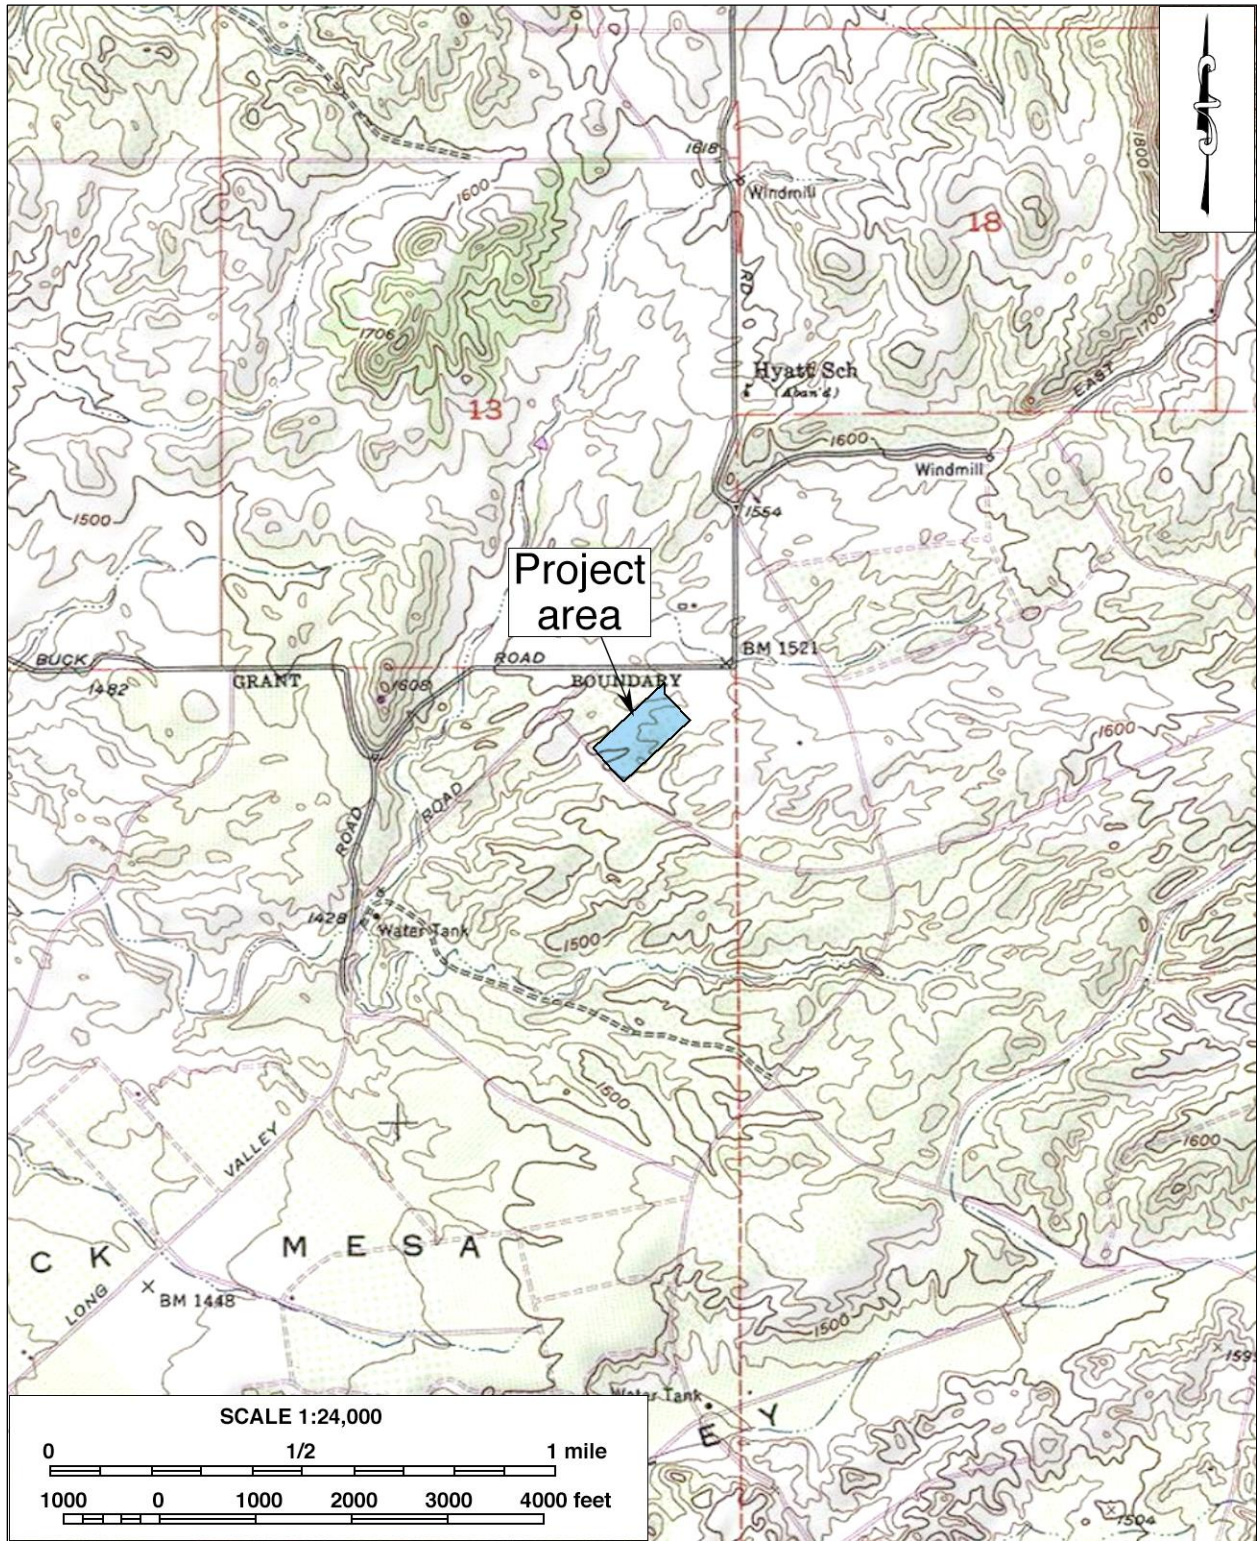 1618
1600
Windmill
18
1800
RD
1706
1700
Hyatt Sch
(Aban'd)
EAST
13
1600
Windmill
1500
1554
Project
area
BM 1521
BUCK
ROAD
GRANT
BOUNDARY
1482
1608
1600
ROAD
ROAD
1428
Water Tank
1500
1500
VALLEY
1600
C K MESA
LONG
BM 1448
1500
159
Water Tank
E Y
1504
SCALE 1:24,000
0 1/2 1 mile
1000 0 1000 2000 3000 4000 feet